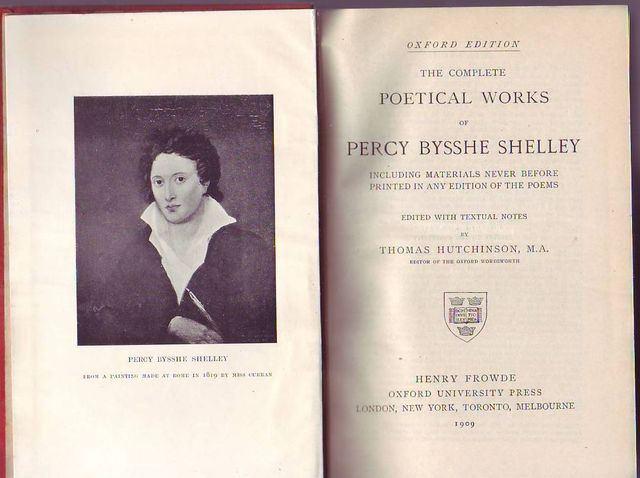 PERCY BYSSHE SHELLEY
FROM A PAINTING MADE AT ROME IN 1819 BY MISS CURRAN
OXFORD EDITION
THE COMPLETE
POETICAL WORKS
OF
PERCY BYSSHE SHELLEY
INCLUDING MATERIALS NEVER BEFORE
PRINTED IN ANY EDITION OF THE POEMS
EDITED WITH TEXTUAL NOTES
BY
THOMAS HUTCHINSON, M.A.
EDITOR OF THE OXFORD WORDSWORTH
HENRY FROWDE
OXFORD UNIVERSITY PRESS
LONDON, NEW YORK, TORONTO, MELBOURNE
1909